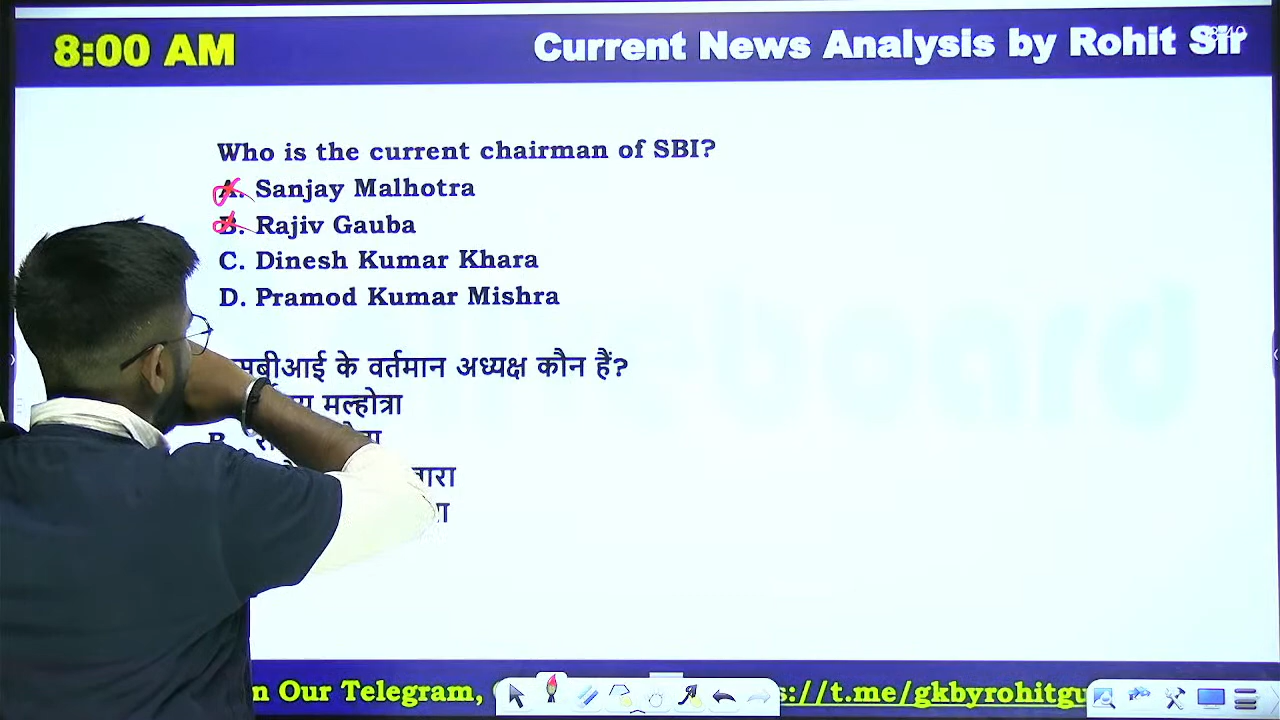 8:00 AM
Current News Analysis by Rohit Sir
Who is the current chairman of SBI?
A. Sanjay Malhotra
B. Rajiv Gauba
C. Dinesh Kumar Khara
D. Pramod Kumar Mishra
के वर्तमान अध्यक्ष कौन हैं?
मल्होत्रा
B.
Our Telegram,
://t.me/gkbyrohitgu